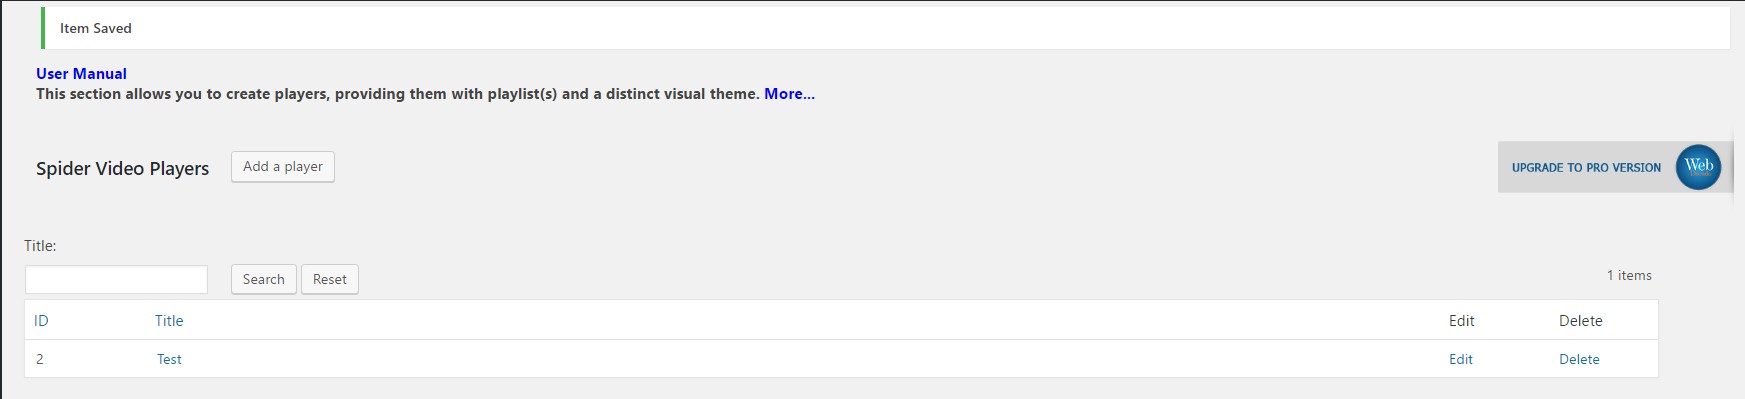 Item Saved
User Manual
This section allows you to create players, providing them with playlist(s) and a distinct visual theme. More...
Spider Video Players Add a player UPGRADE TO PRO VERSION Web
Title:
Search Reset 1 items
ID Title Edit Delete
2 Test Edit Delete